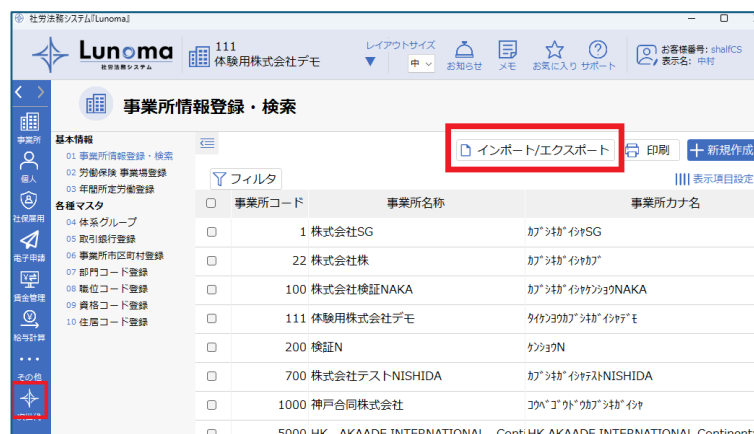 社労法務システム『Lunoma』
Lunoma
社労法務システム
111
体験用株式会社デモ
レイアウトサイズ
▼ 中
お知らせ
メモ
お気に入り
サポート
お客様番号: shalfCS
表示名: 中村
事業所
個人
社保雇用
電子申請
賃金管理
給与計算
その他
事業所情報登録・検索
基本情報
01 事業所情報登録・検索
02 労働保険 事業場登録
03 年間所定労働登録
各種マスタ
04 体系グループ
05 取引銀行登録
06 事業所市区町村登録
07 部門コード登録
08 職位コード登録
09 資格コード登録
10 住居コード登録
インポート/エクスポート
印刷
新規作成
フィルタ
表示項目設定
事業所コード 事業所名称 事業所カナ名
1 株式会社SG ｶﾌﾞｼｷｶﾞｲｼｬSG
22 株式会社株 ｶﾌﾞｼｷｶﾞｲｼｬｶﾌﾞ
100 株式会社検証NAKA ｶﾌﾞｼｷｶﾞｲｼｬｹﾝｼｮｳNAKA
111 体験用株式会社デモ ﾀｲｹﾝﾖｳｶﾌﾞｼｷｶﾞｲｼｬﾃﾞﾓ
200 検証N ｹﾝｼｮｳN
700 株式会社テストNISHIDA ｶﾌﾞｼｷｶﾞｲｼｬﾃｽﾄNISHIDA
1000 神戸合同株式会社 ｺｳﾍﾞｺﾞｳﾄﾞｳｶﾌﾞｼｷｶﾞｲｼｬ
5000 HK AKAADE INTERNATIONAL Conti HK AKAADE INTERNATIONAL Continent